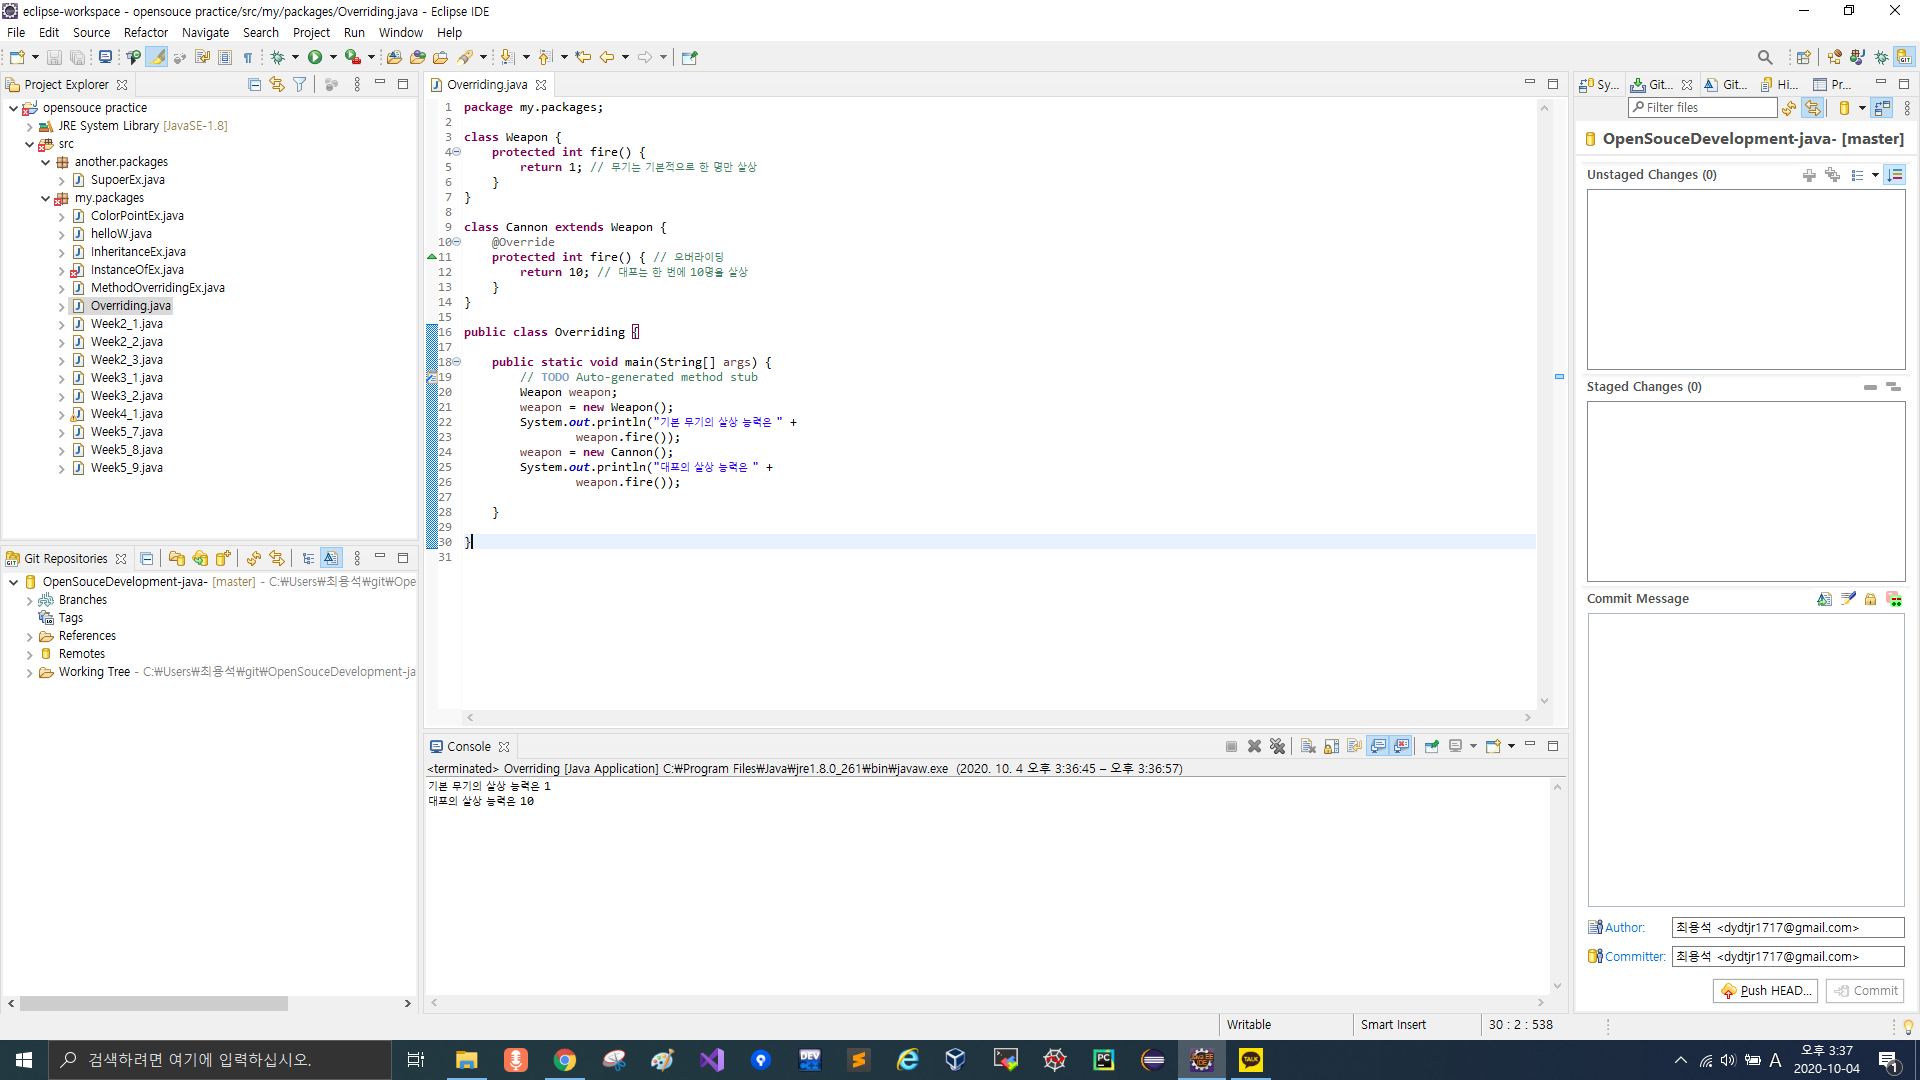 eclipse-workspace - opensouce practice/src/my/packages/Overriding.java - Eclipse IDE
File Edit Source Refactor Navigate Search Project Run Window Help
Project Explorer
opensouce practice
JRE System Library [JavaSE-1.8]
src
another.packages
SupoerEx.java
my.packages
ColorPointEx.java
helloW.java
InheritanceEx.java
InstanceOfEx.java
MethodOverridingEx.java
Overriding.java
Week2_1.java
Week2_2.java
Week2_3.java
Week3_1.java
Week3_2.java
Week4_1.java
Week5_7.java
Week5_8.java
Week5_9.java
Git Repositories
OpenSouceDevelopment-java- [master] - C:₩Users₩최용석₩git₩Ope
Branches
Tags
References
Remotes
Working Tree - C:₩Users₩최용석₩git₩OpenSouceDevelopment-ja
Overriding.java
1 package my.packages;
2
3 class Weapon {
4 protected int fire() {
5 return 1; // 무기는 기본적으로 한 명만 살상
6 }
7 }
8
9 class Cannon extends Weapon {
10 @Override
11 protected int fire() { // 오버라이딩
12 return 10; // 대포는 한 번에 10명을 살상
13 }
14 }
15
16 public class Overriding {
17
18 public static void main(String[] args) {
19 // TODO Auto-generated method stub
20 Weapon weapon;
21 weapon = new Weapon();
22 System.out.println("기본 무기의 살상 능력은 " +
23 weapon.fire());
24 weapon = new Cannon();
25 System.out.println("대포의 살상 능력은 " +
26 weapon.fire());
27
28 }
29
30 }
31
Console
<terminated> Overriding [Java Application] C:₩Program Files₩Java₩jre1.8.0_261₩bin₩javaw.exe (2020. 10. 4 오후 3:36:45 – 오후 3:36:57)
기본 무기의 살상 능력은 1
대포의 살상 능력은 10
Sy... Git... Git... Hi... Pr...
Filter files
OpenSouceDevelopment-java- [master]
Unstaged Changes (0)
Staged Changes (0)
Commit Message
Author: 최용석 <dydtjr1717@gmail.com>
Committer: 최용석 <dydtjr1717@gmail.com>
Push HEAD... Commit
Writable Smart Insert 30 : 2 : 538
검색하려면 여기에 입력하십시오.
A 오후 3:37
2020-10-04
1